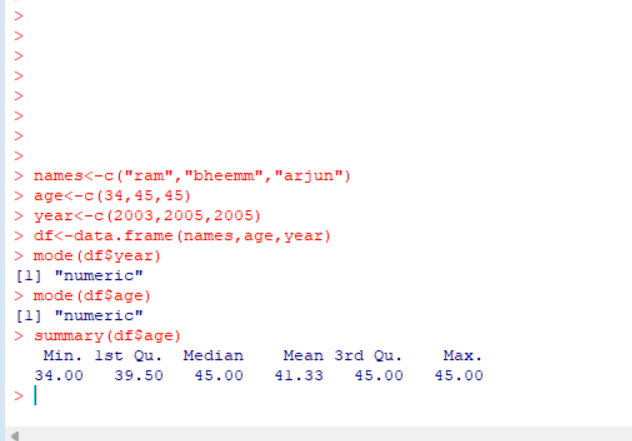 >
>
>
>
>
>
>
>
> names<-c("ram","bheemm","arjun")
> age<-c(34,45,45)
> year<-c(2003,2005,2005)
> df<-data.frame(names,age,year)
> mode(df$year)
[1] "numeric"
> mode(df$age)
[1] "numeric"
> summary(df$age)
   Min. 1st Qu.  Median    Mean 3rd Qu.    Max.
  34.00   39.50   45.00   41.33   45.00   45.00
>